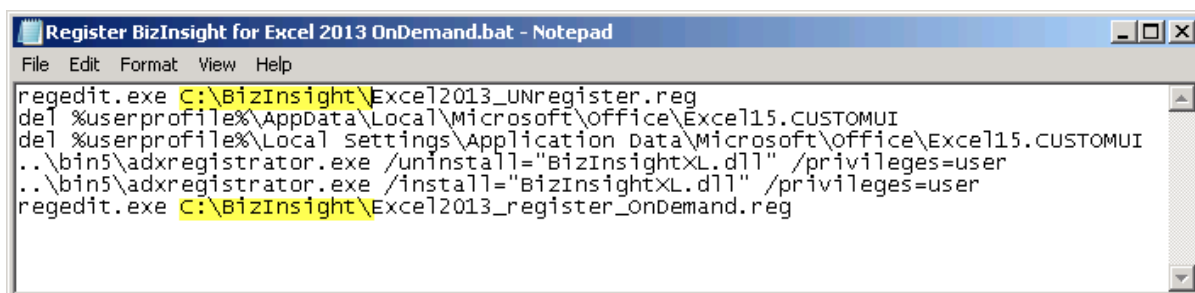 Register BizInsight for Excel 2013 OnDemand.bat - Notepad
File Edit Format View Help
regedit.exe C:\BizInsight\Excel2013_UNregister.reg
del %userprofile%\AppData\Local\Microsoft\Office\Excel15.CUSTOMUI
del %userprofile%\Local Settings\Application Data\Microsoft\Office\Excel15.CUSTOMUI
..\bin5\adxregistrator.exe /uninstall="BizInsightXL.dll" /privileges=user
..\bin5\adxregistrator.exe /install="BizInsightXL.dll" /privileges=user
regedit.exe C:\BizInsight\Excel2013_register_OnDemand.reg